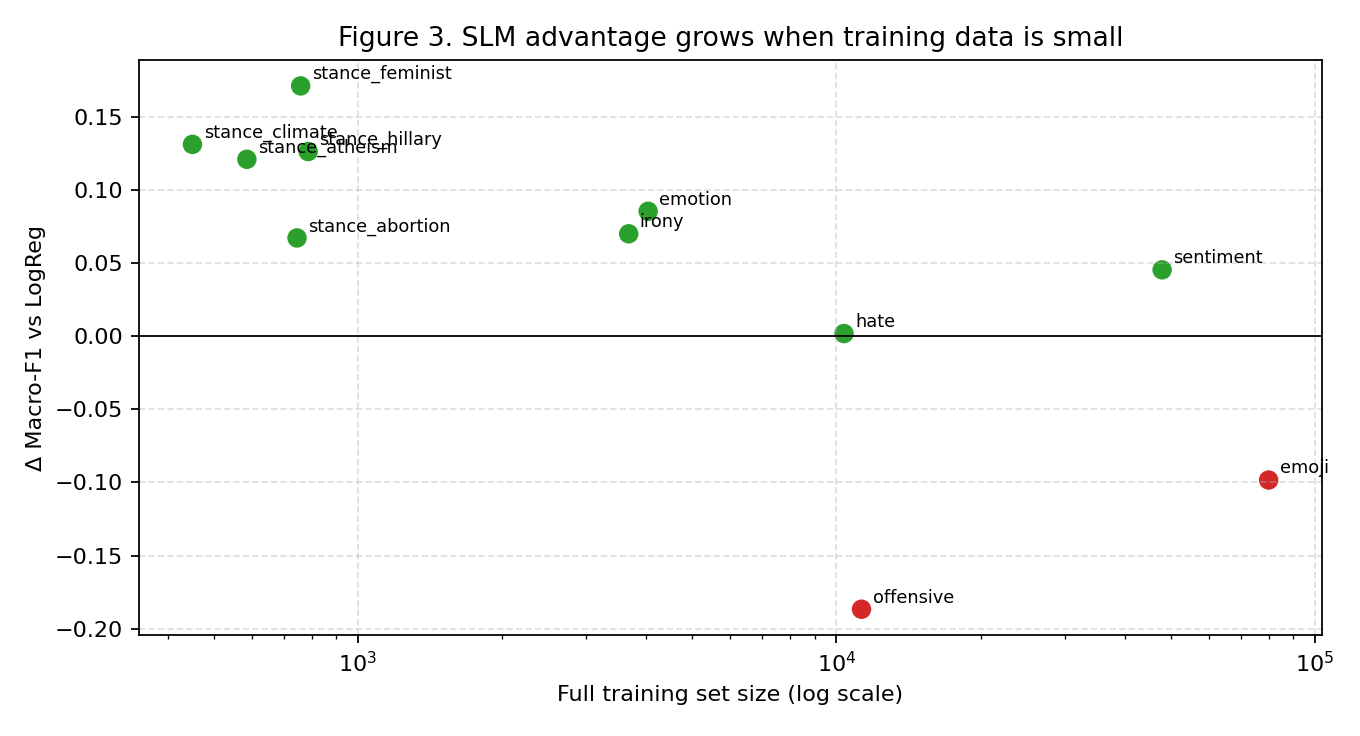 Figure 3. SLM advantage grows when training data is small
stance_feminist
stance_climate
stance_hillary
stance_atheism
stance_abortion
emotion
irony
sentiment
hate
emoji
offensive
0.15
0.10
0.05
0.00
−0.05
−0.10
−0.15
−0.20
Δ Macro-F1 vs LogReg
10³
10⁴
10⁵
Full training set size (log scale)